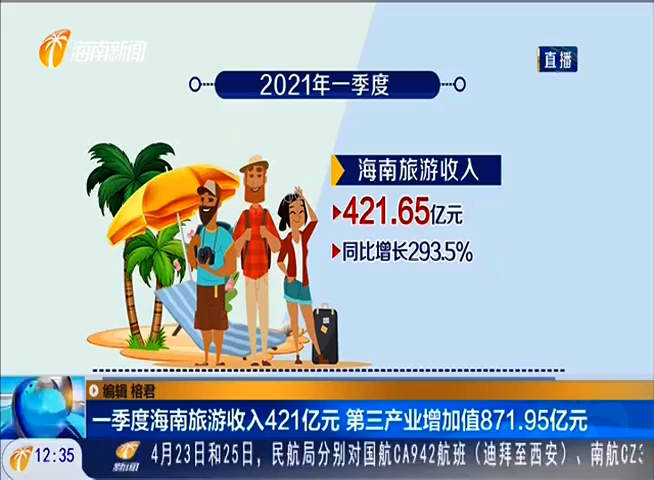 海南新闻
直播
2021年一季度
海南旅游收入
421.65亿元
同比增长293.5%
编辑 榕君
一季度海南旅游收入421亿元 第三产业增加值871.95亿元
12:35
新闻
4月23日和25日，民航局分别对国航CA942航班（迪拜至西安）、南航CZ3